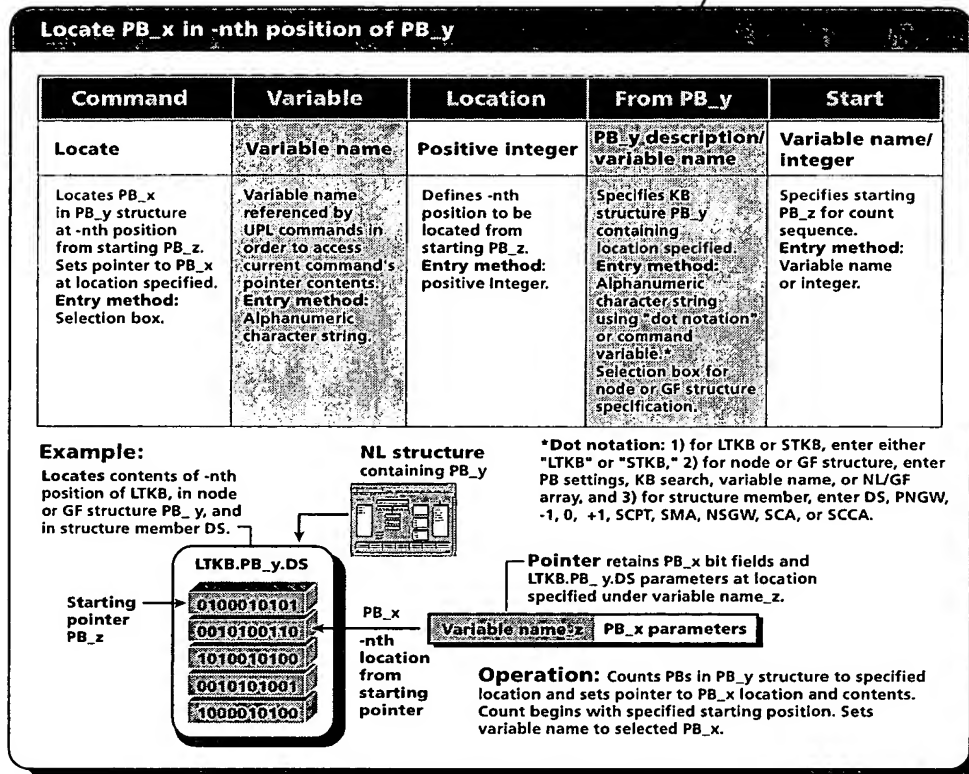 Locate PB_x in -nth position of PB_y
Command
Variable
Location
From PB_y
Start
Locate
Variable name
Positive integer
PB_y description/
variable name
Variable name/
integer
Locates PB_x
in PB_y structure
at -nth position
from starting PB_z.
Sets pointer to PB_x
at location specified.
Entry method:
Selection box.
Variable name
referenced by
UPL commands in
order to access
current command's
pointer contents.
Entry method:
Alphanumeric
character string.
Defines -nth
position to be
located from
starting PB_z.
Entry method:
positive Integer.
Specifies KB
structure PB_y
containing
location specified
Entry method:
Alphanumeric
character string
using "dot notation"
or command
variable.*
Selection box for
node or GF structure
specification.
Specifies starting
PB_z for count
sequence.
Entry method:
Variable name
or integer.
Example:
Locates contents of -nth
position of LTKB, in node
or GF structure PB_ y, and
in structure member DS.
NL structure
containing PB_y
*Dot notation: 1) for LTKB or STKB, enter either
"LTKB" or "STKB," 2) for node or GF structure, enter
PB settings, KB search, variable name, or NL/GF
array, and 3) for structure member, enter DS, PNGW,
-1, 0, +1, SCPT, SMA, NSGW, SCA, or SCCA.
LTKB.PB_y.DS
0100010101
0010100110
1010010100
0010101001
1000010100
Starting
pointer
PB_z
PB_x
-nth
location
from
starting
pointer
Pointer retains PB_x bit fields and
LTKB.PB_ y.DS parameters at location
specified under variable name_z.
Variable name_z PB_x parameters
Operation: Counts PBs in PB_y structure to specified
location and sets pointer to PB_x location and contents.
Count begins with specified starting position. Sets
variable name to selected PB_x.